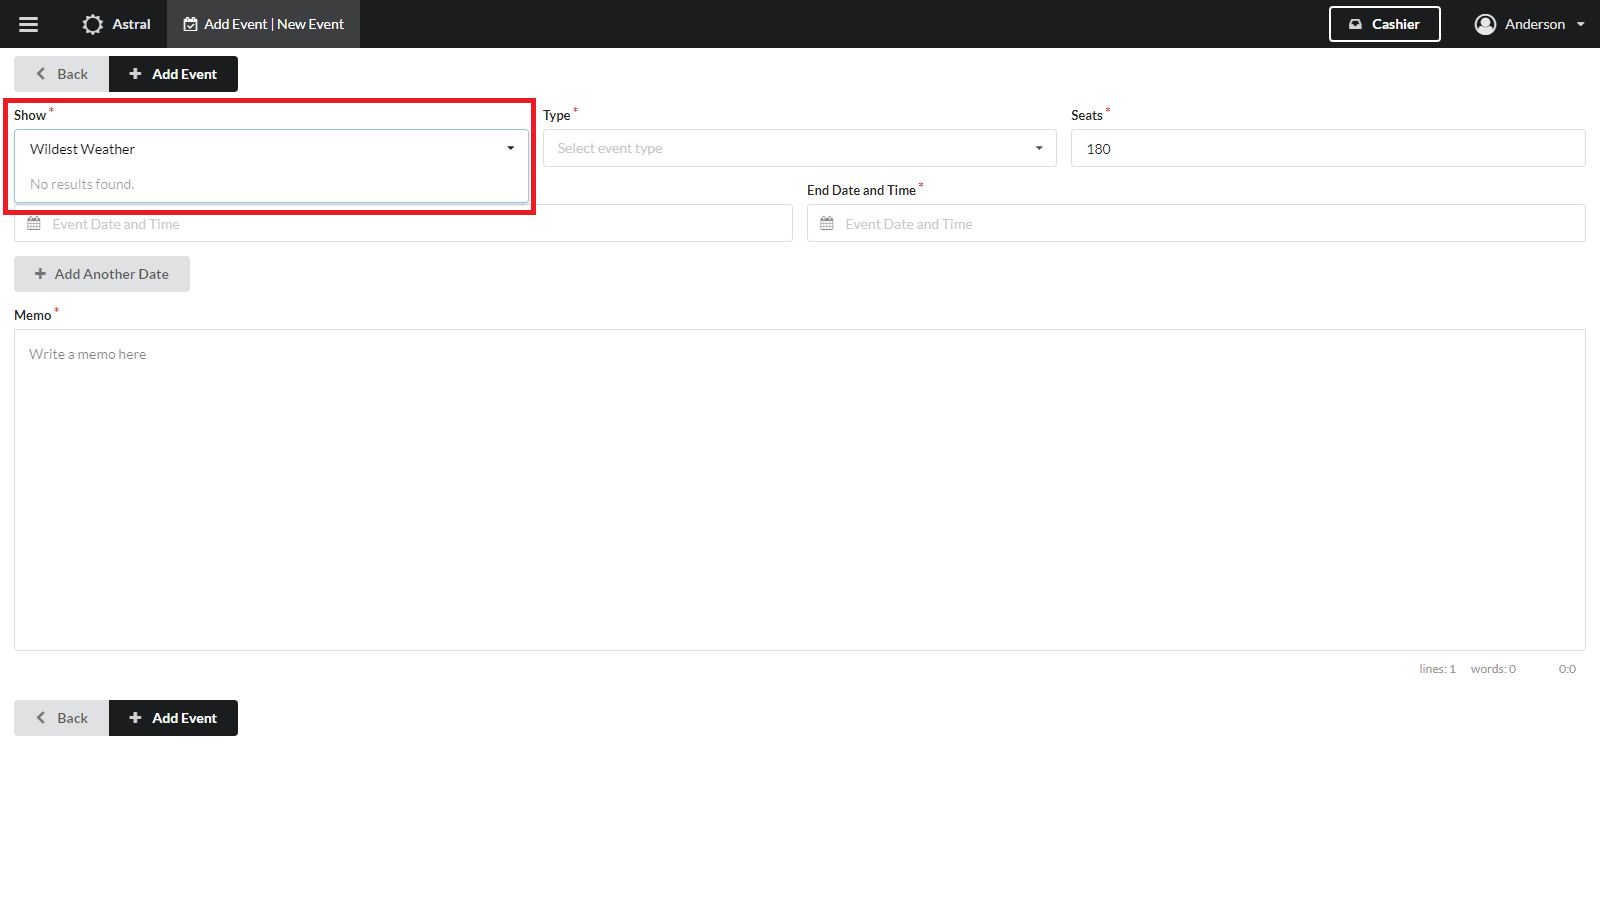 Astral
Add Event | New Event
Cashier
Anderson
Back
Add Event
Show *
Type *
Seats *
Wildest Weather
Select event type
180
No results found.
End Date and Time *
Event Date and Time
Event Date and Time
Add Another Date
Memo *
Write a memo here
lines: 1 words: 0 0:0
Back
Add Event